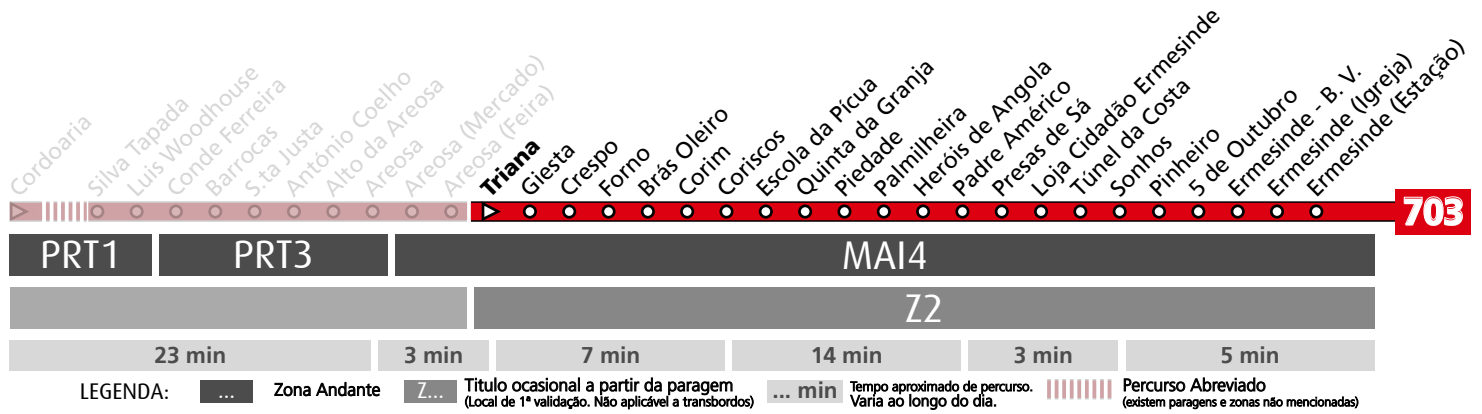 Cordoaria
Silva Tapada
Luís Woodhouse
Conde Ferreira
Barrocas
S.ta Justa
António Coelho
Alto da Areosa
Areosa
Areosa (Mercado)
Areosa (Feira)
Triana
Giesta
Crespo
Forno
Brás Oleiro
Corim
Coriscos
Escola da Pícua
Quinta da Granja
Piedade
Palmilheira
Heróis de Angola
Padre Américo
Presas de Sá
Loja Cidadão Ermesinde
Túnel da Costa
Sonhos
Pinheiro
5 de Outubro
Ermesinde - B. V.
Ermesinde (Igreja)
Ermesinde (Estação)
703
PRT1 PRT3 MAI4
Z2
23 min 3 min 7 min 14 min 3 min 5 min
LEGENDA:
... Zona Andante
Z... Titulo ocasional a partir da paragem
(Local de 1ª validação. Não aplicável a transbordos)
... min Tempo aproximado de percurso.
Varia ao longo do dia.
Percurso Abreviado
(existem paragens e zonas não mencionadas)